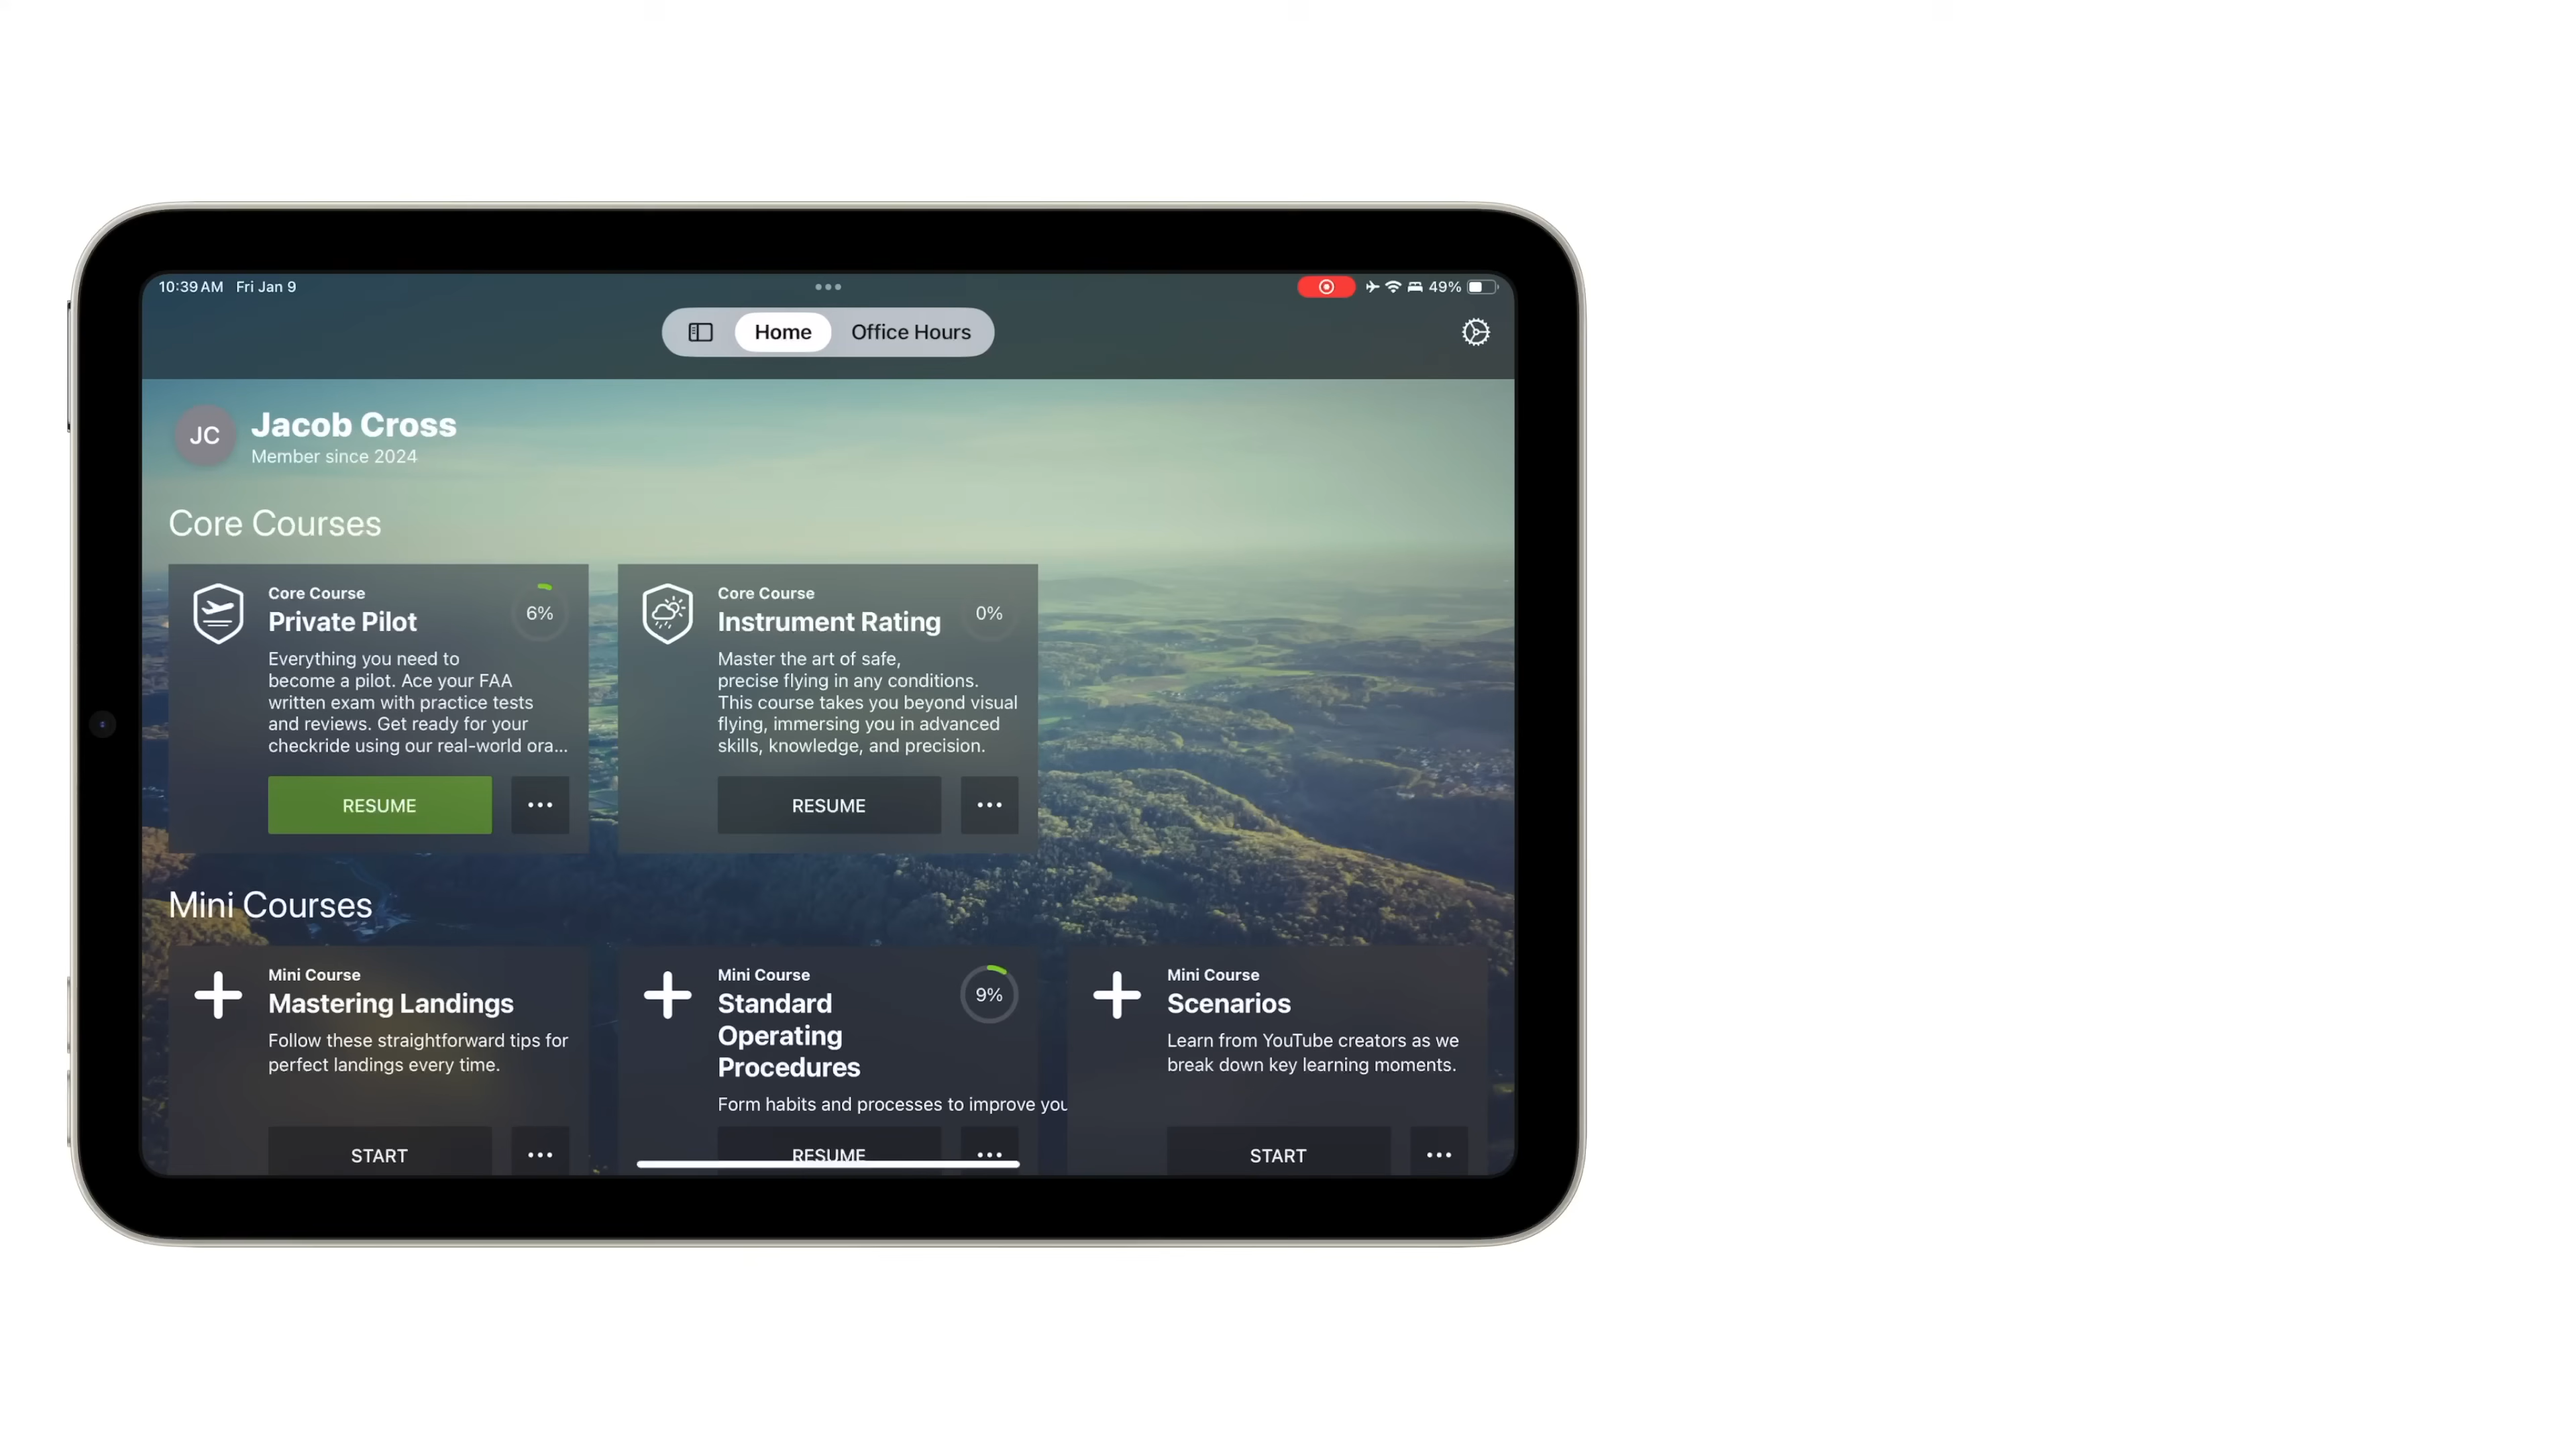 10:39 AM Fri Jan 9
49%
Home
Office Hours
JC
Jacob Cross
Member since 2024
Core Courses
Core Course
Private Pilot
6%
Everything you need to
become a pilot. Ace your FAA
written exam with practice tests
and reviews. Get ready for your
checkride using our real-world ora...
RESUME
Core Course
Instrument Rating
0%
Master the art of safe,
precise flying in any conditions.
This course takes you beyond visual
flying, immersing you in advanced
skills, knowledge, and precision.
RESUME
Mini Courses
Mini Course
Mastering Landings
Follow these straightforward tips for
perfect landings every time.
START
Mini Course
Standard
Operating
Procedures
9%
Form habits and processes to improve you
RESUME
Mini Course
Scenarios
Learn from YouTube creators as we
break down key learning moments.
START